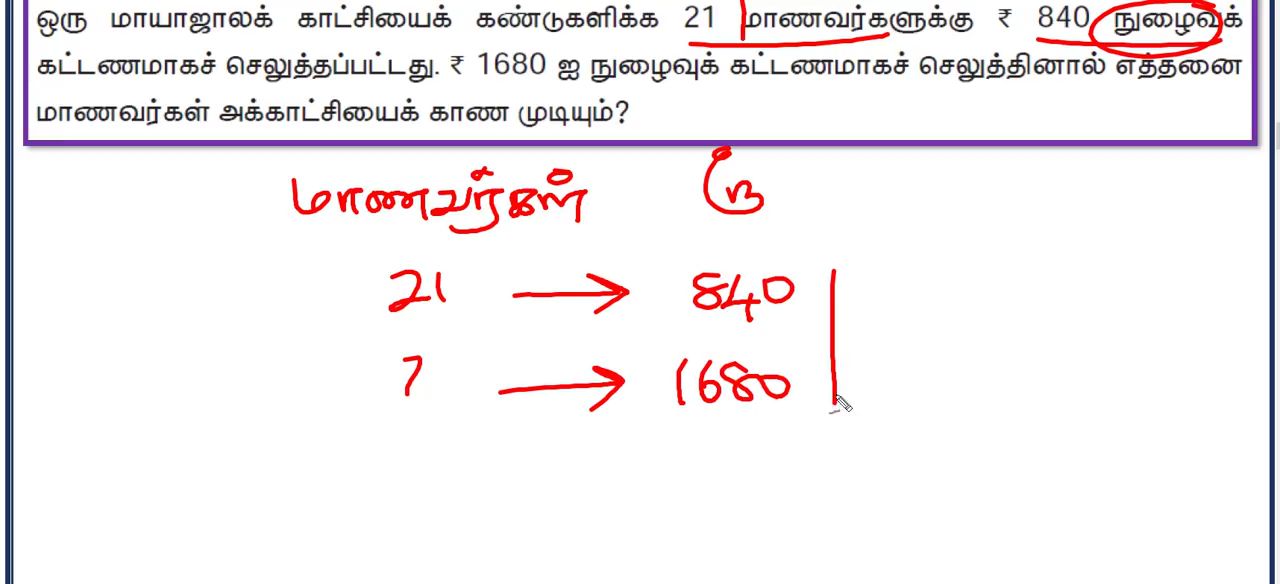 ஒரு மாயாஜாலக் காட்சியைக் கண்டுகளிக்க 21 மாணவர்களுக்கு ₹ 840 நுழைவுக்
கட்டணமாகச் செலுத்தப்பட்டது. ₹ 1680 ஐ நுழைவுக் கட்டணமாகச் செலுத்தினால் எத்தனை
மாணவர்கள் அக்காட்சியைக் காண முடியும்?
மாணவர்கள் ரூ
21 → 840
? → 1680